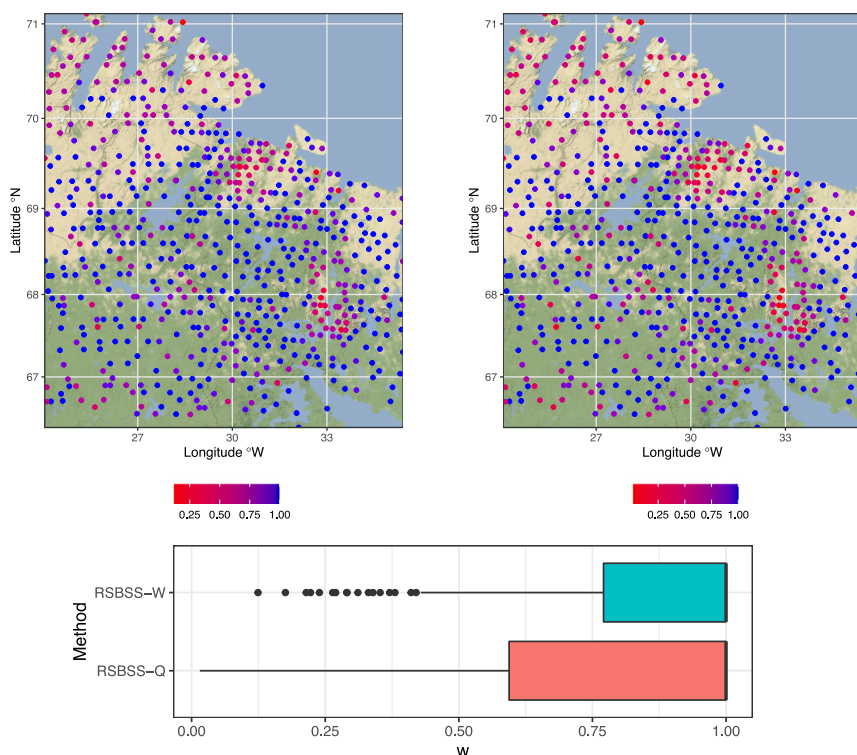 71
70
69
68
67
Latitude °N
27 30 33
Longitude °W
0.25 0.50 0.75 1.00
71
70
69
68
67
Latitude °N
27 30 33
Longitude °W
0.25 0.50 0.75 1.00
Method
RSBSS−W
RSBSS−Q
0.00 0.25 0.50 0.75 1.00
w